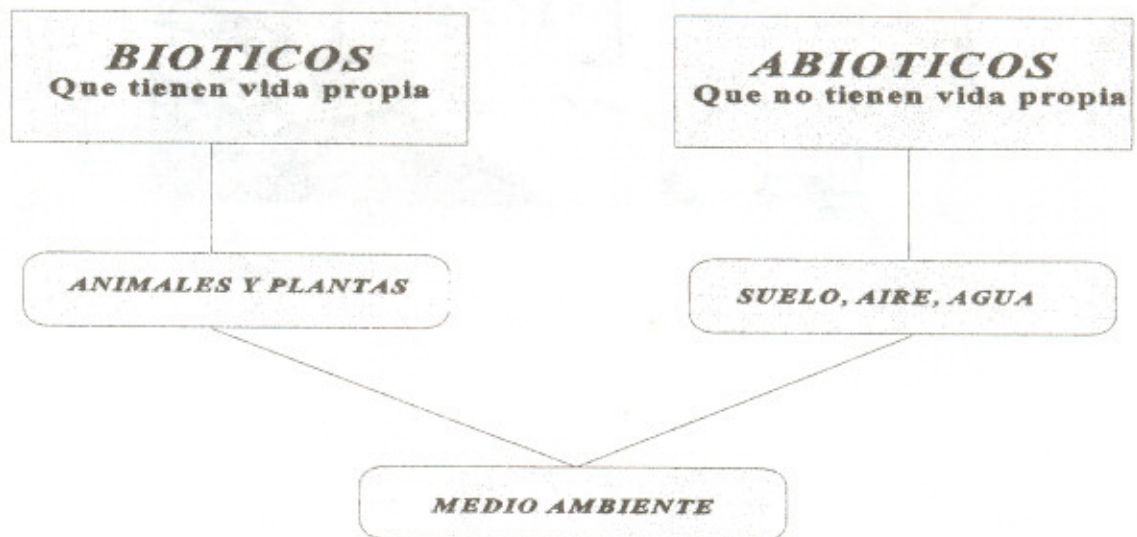 BIOTICOS
Que tienen vida propia
ABIOTICOS
Que no tienen vida propia
ANIMALES Y PLANTAS
SUELO, AIRE, AGUA
MEDIO AMBIENTE